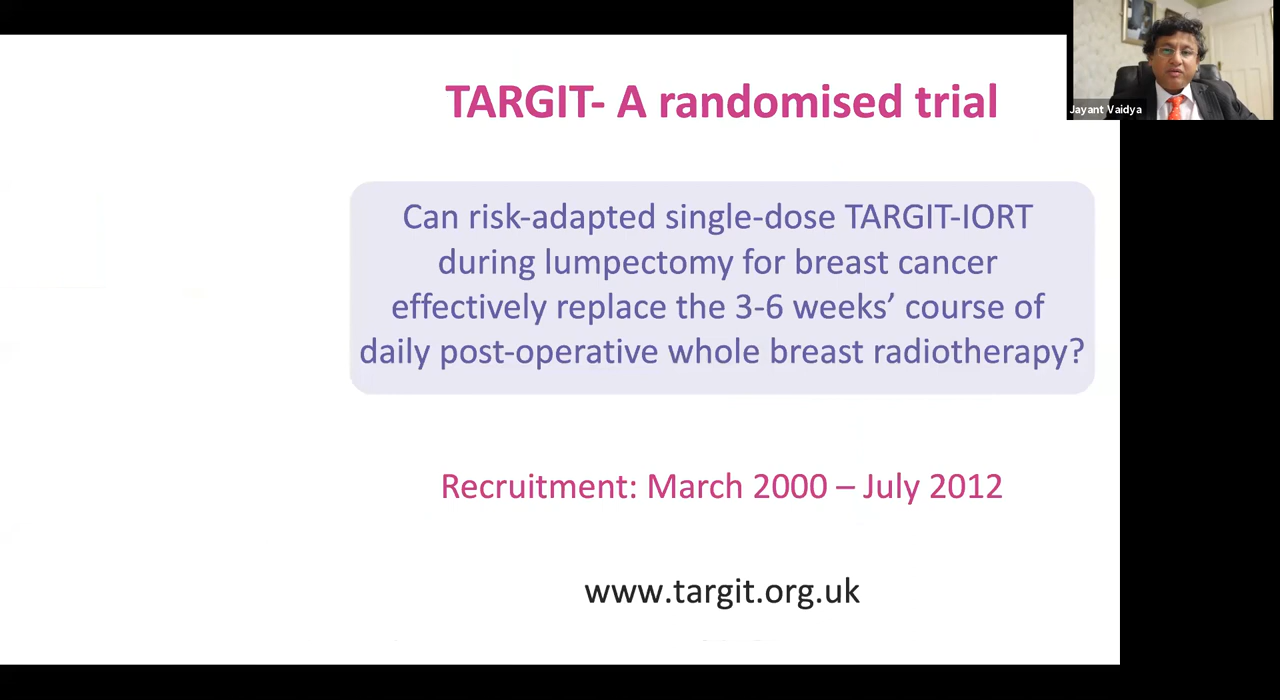 TARGIT- A randomised trial
Jayant Vaidya
Can risk-adapted single-dose TARGIT-IORT
during lumpectomy for breast cancer
effectively replace the 3-6 weeks’ course of
daily post-operative whole breast radiotherapy?
Recruitment: March 2000 – July 2012
www.targit.org.uk